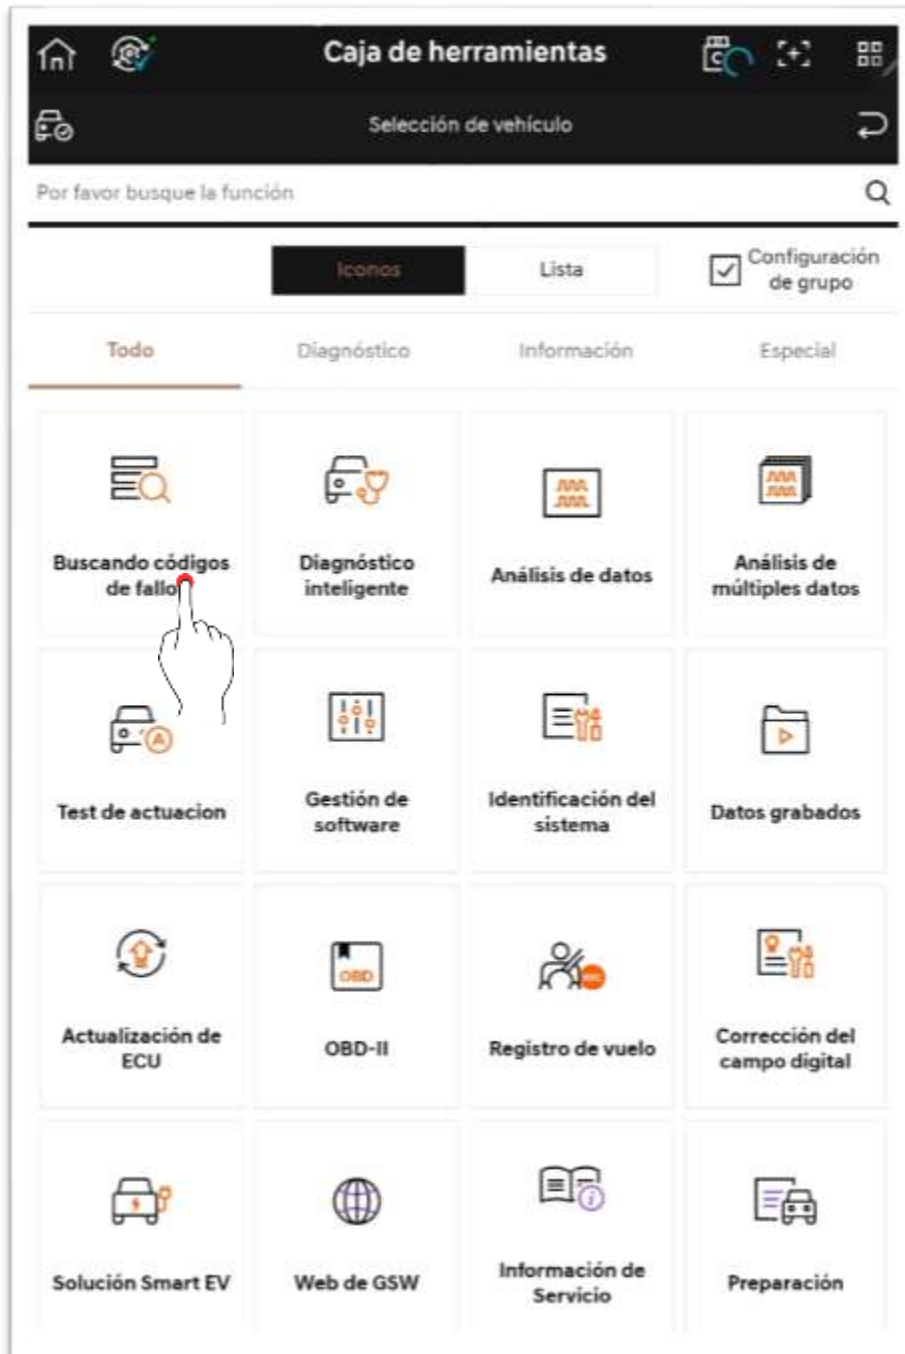 Caja de herramientas
Selección de vehículo
Por favor busque la función
Iconos
Lista
Configuración
de grupo
Todo
Diagnóstico
Información
Especial
Buscando códigos
de fallo
Diagnóstico
inteligente
Análisis de datos
Análisis de
múltiples datos
Test de actuacion
Gestión de
software
Identificación del
sistema
Datos grabados
Actualización de
ECU
OBD
OBD-II
Registro de vuelo
Corrección del
campo digital
Solución Smart EV
Web de GSW
Información de
Servicio
Preparación